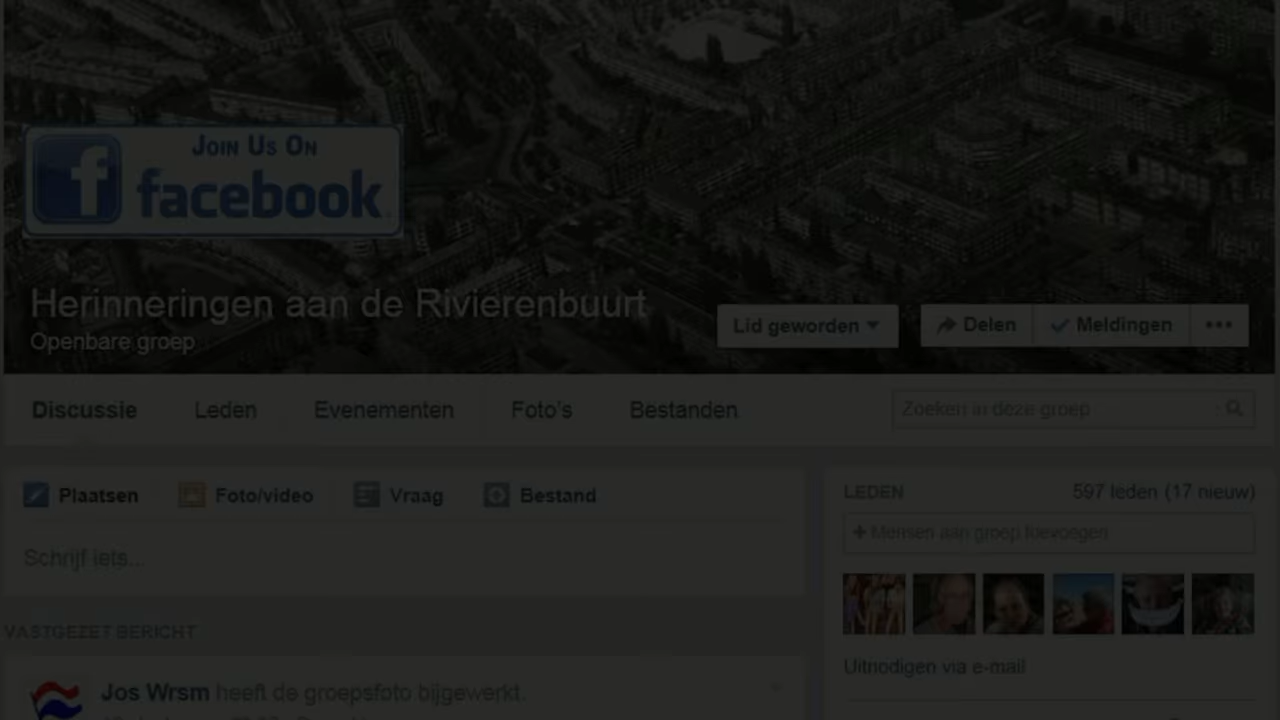 JOIN US ON
facebook
Herinneringen aan de Rivierenbuurt
Openbare groep
Lid geworden
Delen
Meldingen
Discussie
Leden
Evenementen
Foto's
Bestanden
Zoeken in deze groep
Plaatsen
Foto/video
Vraag
Bestand
Schrijf iets...
VASTGEZET BERICHT
Jos Wrsm heeft de groepsfoto bijgewerkt.
LEDEN
597 leden (17 nieuw)
+ Mensen aan groep toevoegen
Uitnodigen via e-mail